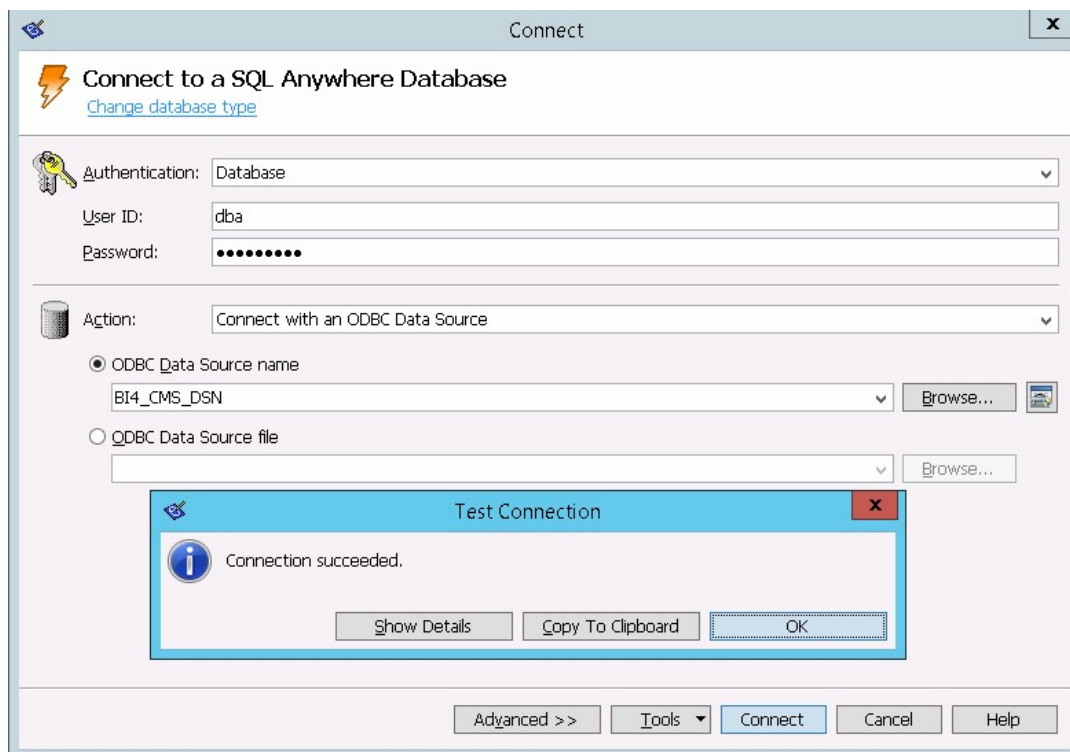 Connect
x
Connect to a SQL Anywhere Database
Change database type
Authentication: Database
User ID: dba
Password: •••••••••
Action: Connect with an ODBC Data Source
ODBC Data Source name
BI4_CMS_DSN Browse...
ODBC Data Source file
Browse...
Test Connection
x
Connection succeeded.
Show Details Copy To Clipboard OK
Advanced >> Tools Connect Cancel Help